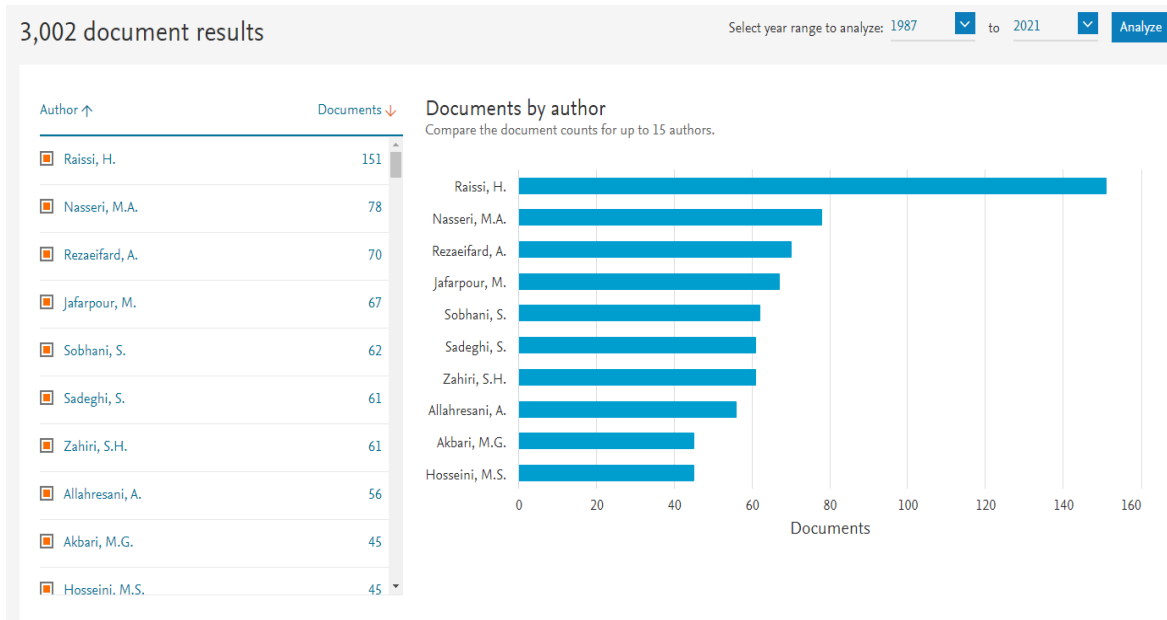 3,002 document results
Select year range to analyze: 1987 to 2021 Analyze
Author Documents
Raissi, H. 151
Nasseri, M.A. 78
Rezaeifard, A. 70
Jafarpour, M. 67
Sobhani, S. 62
Sadeghi, S. 61
Zahiri, S.H. 61
Allahresani, A. 56
Akbari, M.G. 45
Hosseini, M.S. 45
Documents by author
Compare the document counts for up to 15 authors.
Raissi, H.
Nasseri, M.A.
Rezaeifard, A.
Jafarpour, M.
Sobhani, S.
Sadeghi, S.
Zahiri, S.H.
Allahresani, A.
Akbari, M.G.
Hosseini, M.S.
0 20 40 60 80 100 120 140 160
Documents